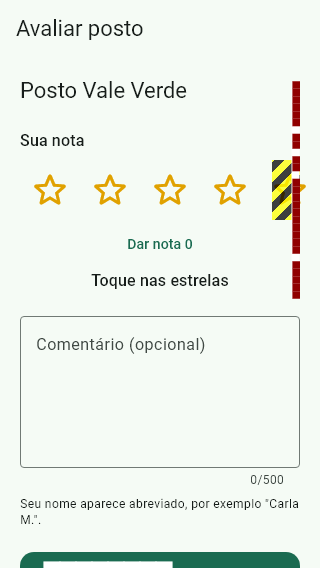 Avaliar posto
Posto Vale Verde
Sua nota
Dar nota 0
Toque nas estrelas
Comentário (opcional)
0/500
Seu nome aparece abreviado, por exemplo "Carla
M.".